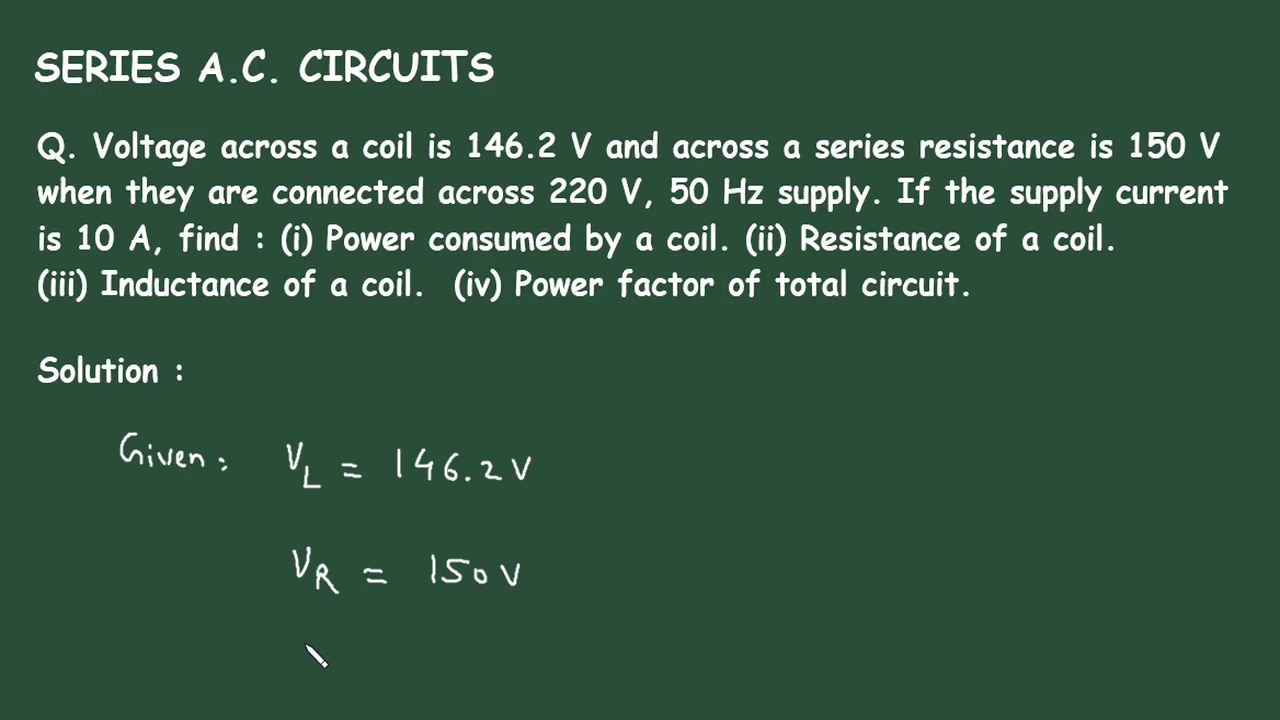 SERIES A.C. CIRCUITS
Q. Voltage across a coil is 146.2 V and across a series resistance is 150 V
when they are connected across 220 V, 50 Hz supply. If the supply current
is 10 A, find : (i) Power consumed by a coil. (ii) Resistance of a coil.
(iii) Inductance of a coil. (iv) Power factor of total circuit.
Solution :
Given: V_L = 146.2 V
V_R = 150 V